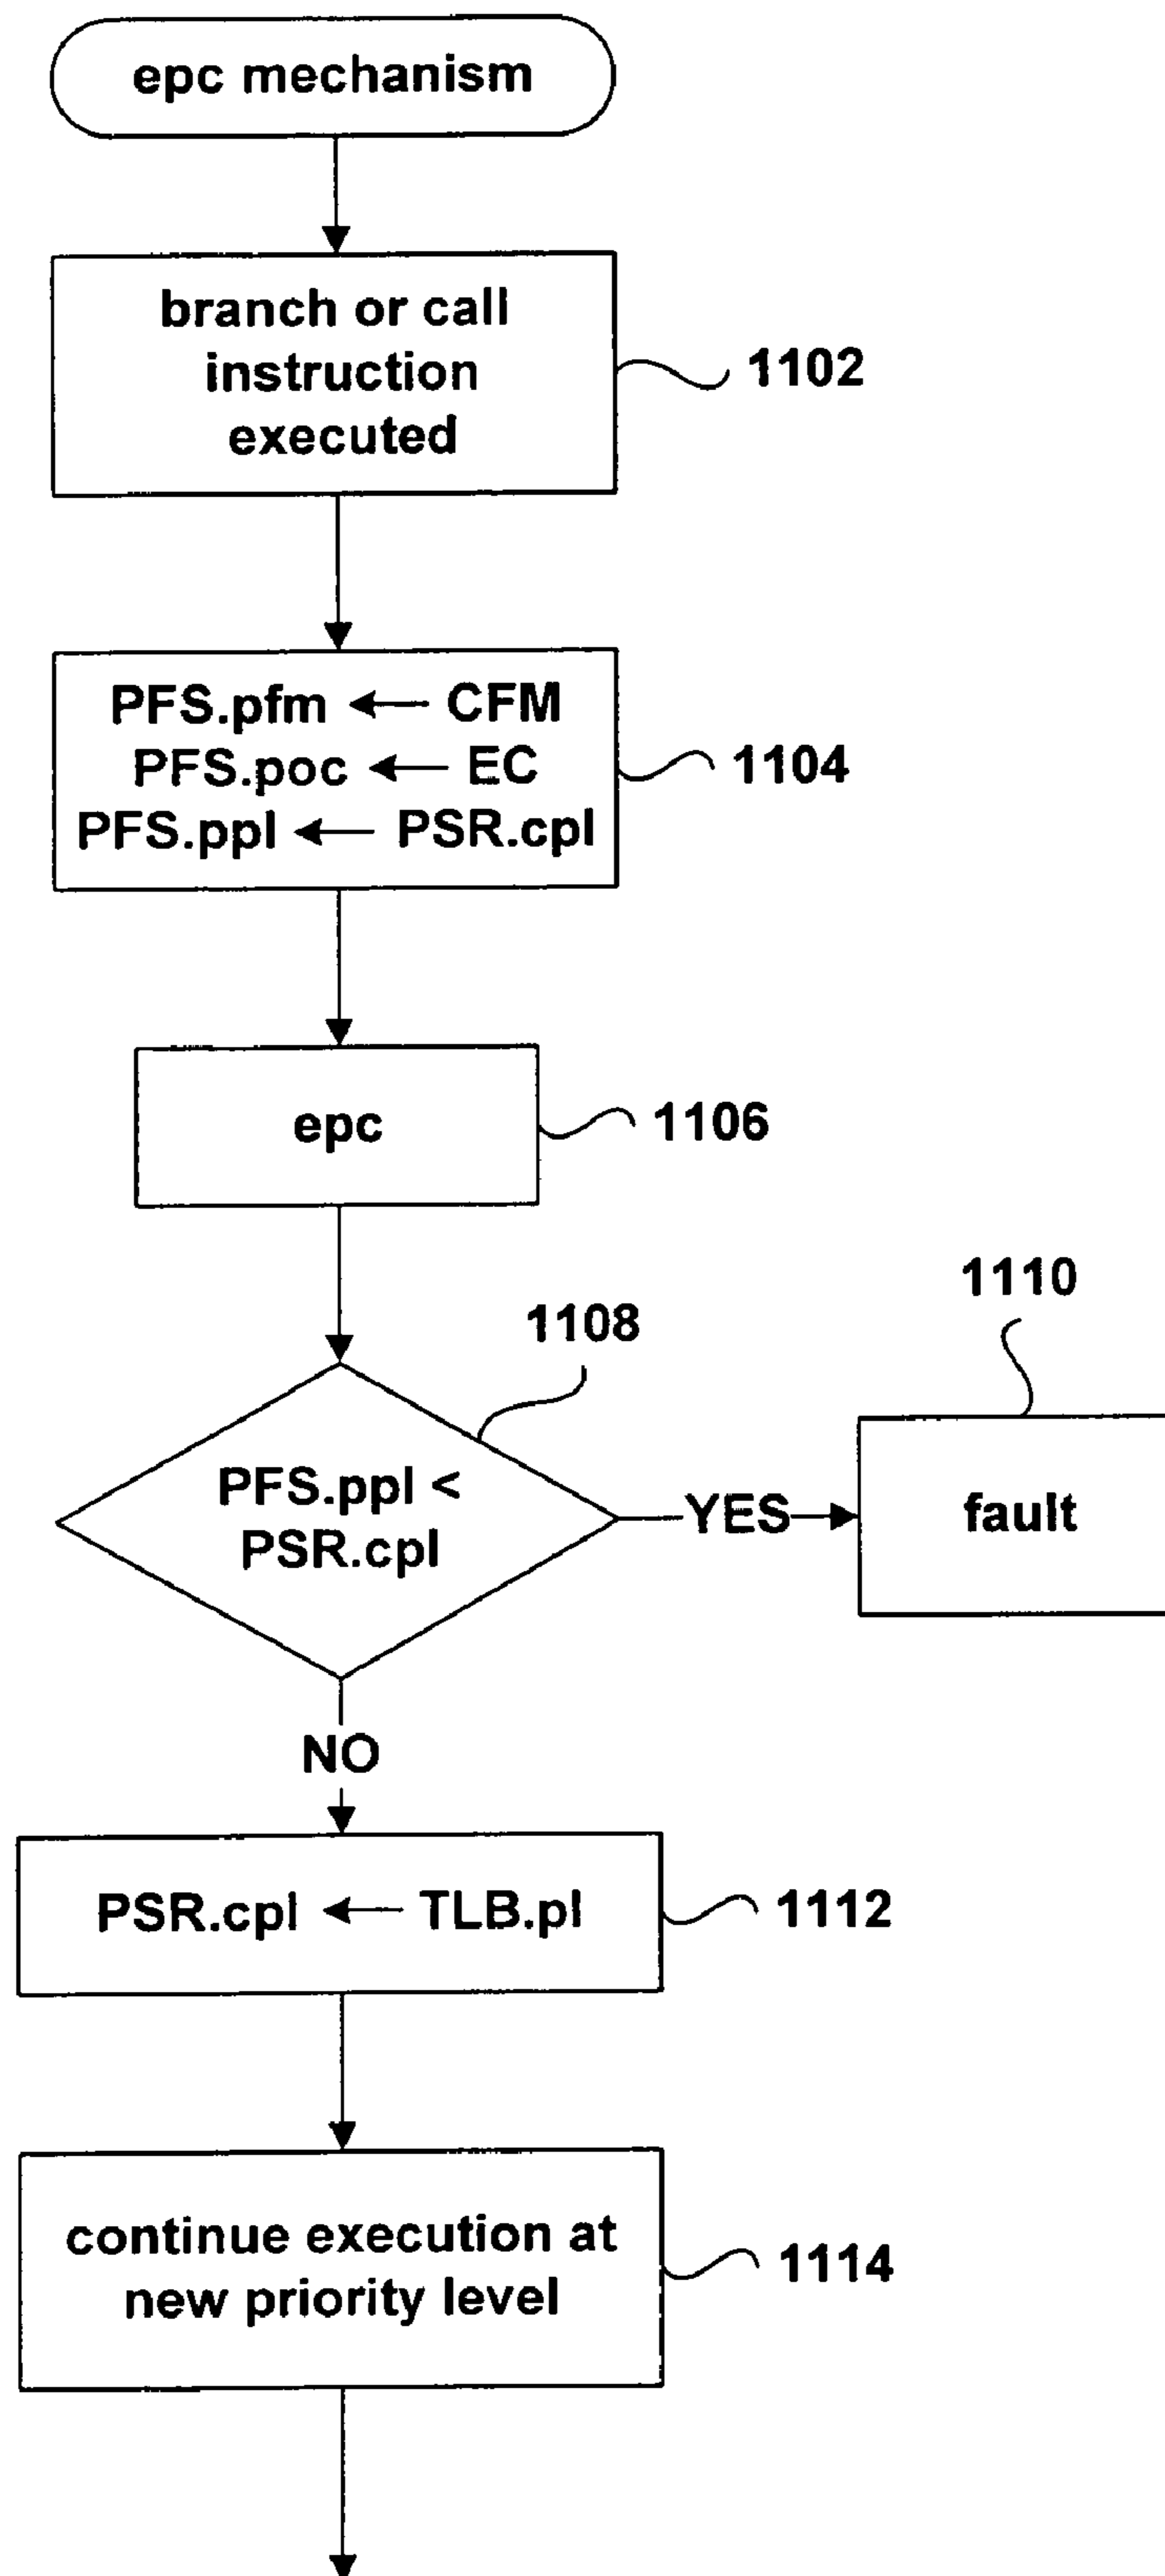 epc mechanism
branch or call
instruction
executed
1102
PFS.pfm ← CFM
PFS.poc ← EC
PFS.ppl ← PSR.cpl
1104
epc
1106
1108
PFS.ppl <
PSR.cpl
YES
1110
fault
NO
PSR.cpl ← TLB.pl
1112
continue execution at
new priority level
1114